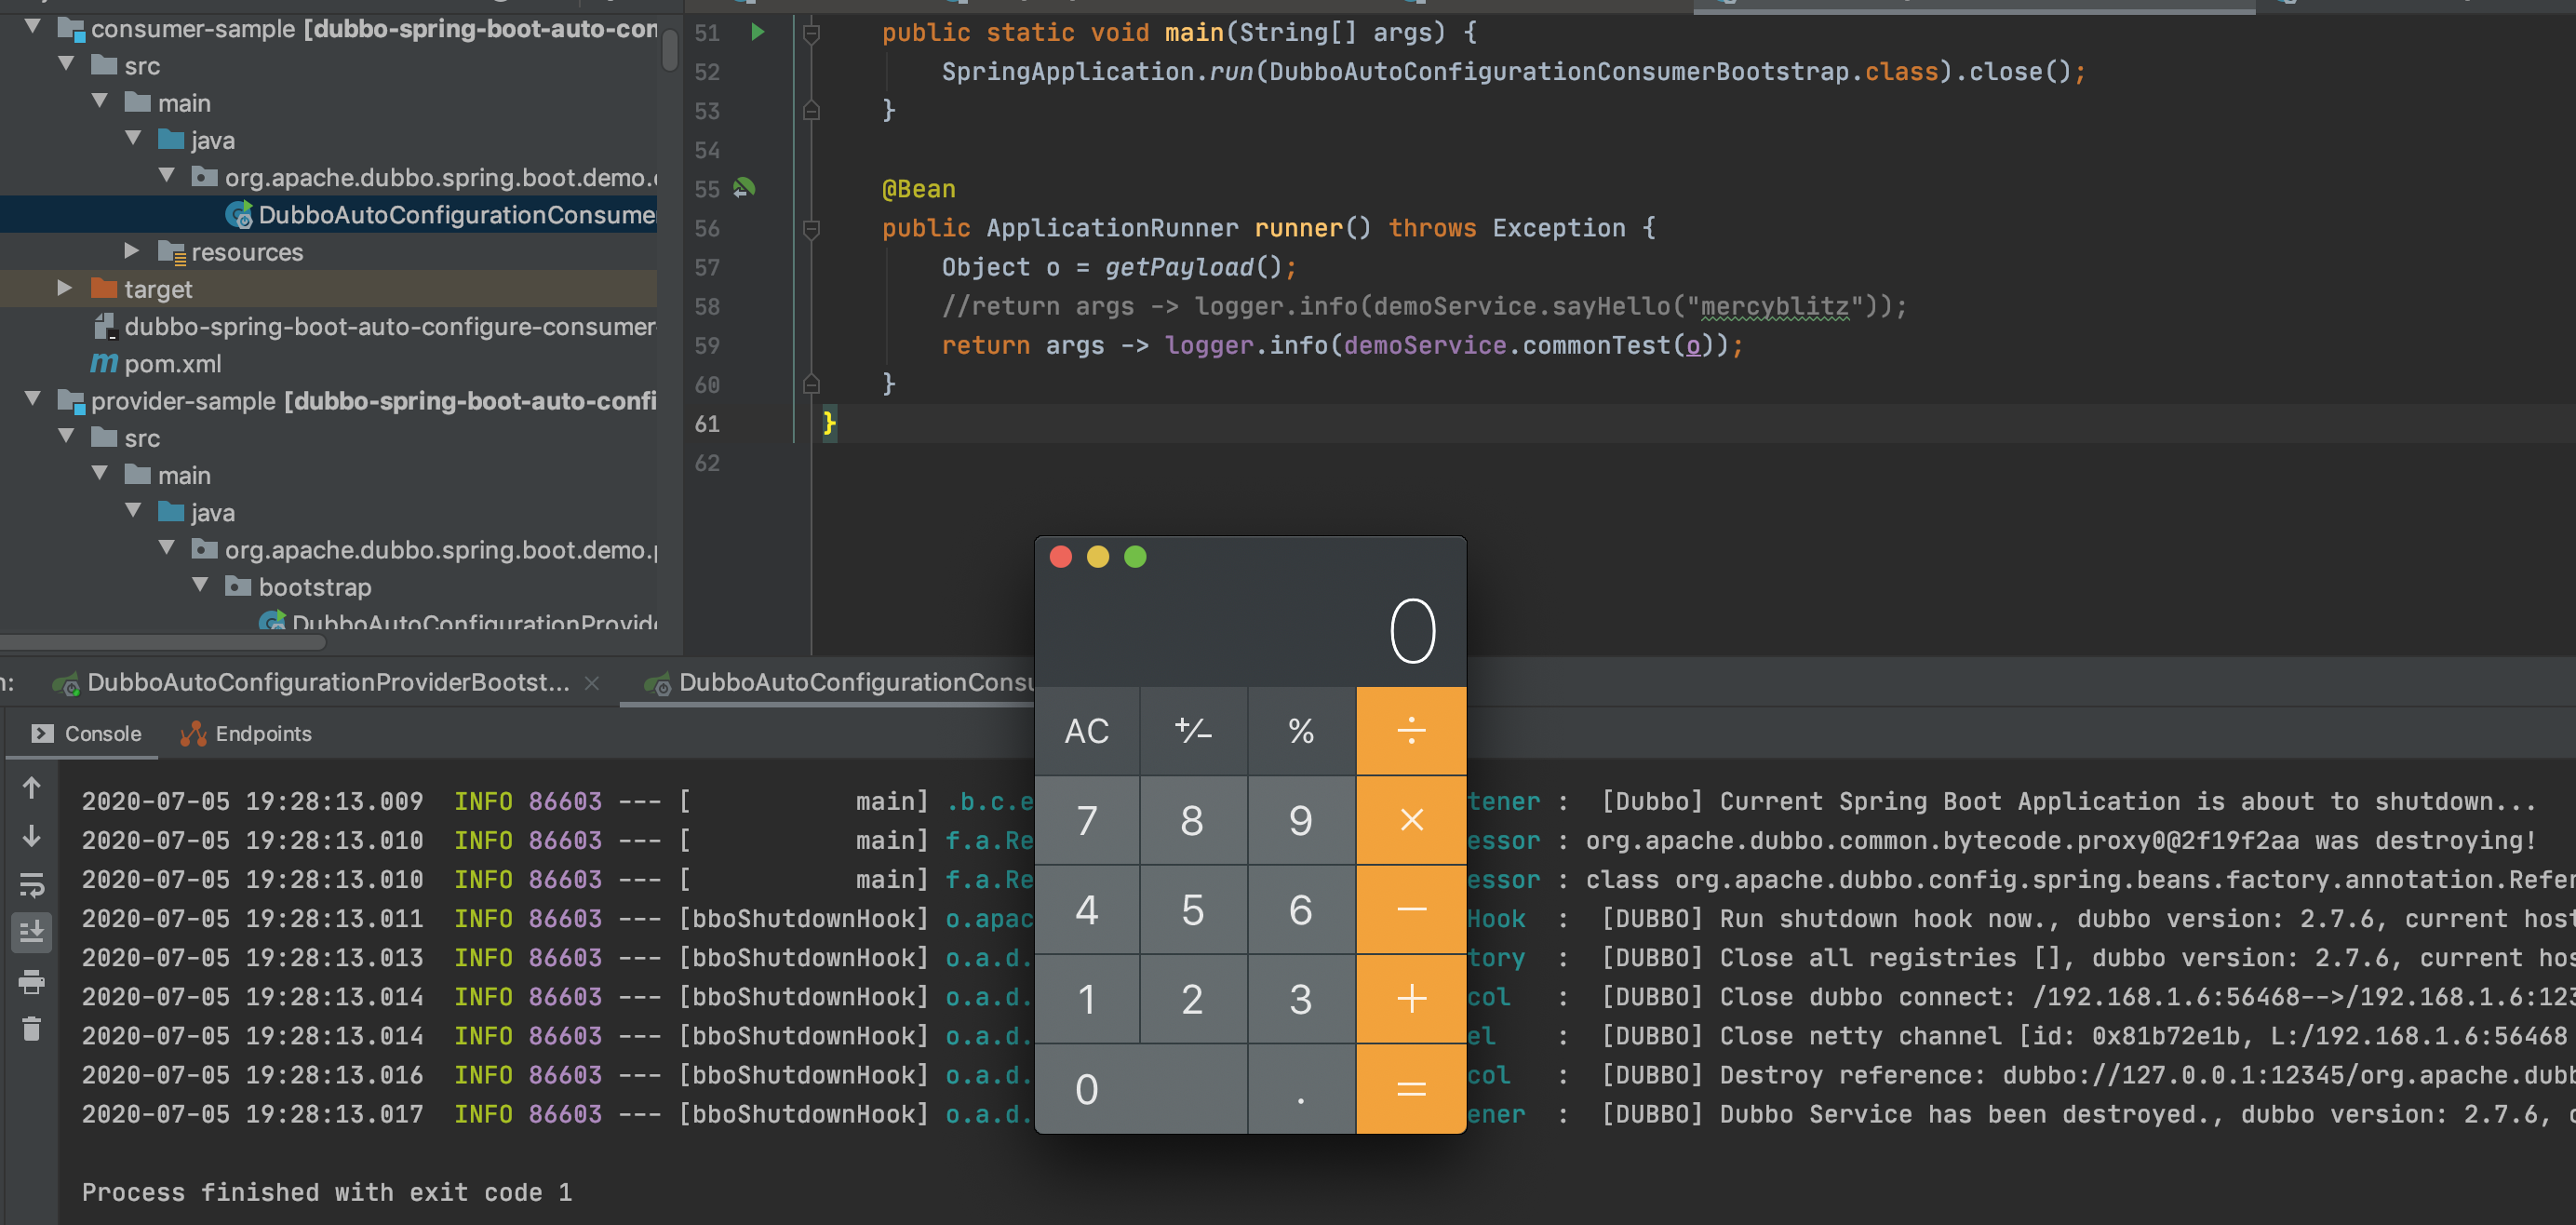 consumer-sample [dubbo-spring-boot-auto-con
src
main
java
org.apache.dubbo.spring.boot.demo.
DubboAutoConfigurationConsume
resources
target
dubbo-spring-boot-auto-configure-consumer
pom.xml
provider-sample [dubbo-spring-boot-auto-confi
src
main
java
org.apache.dubbo.spring.boot.demo.
bootstrap
DubboAutoConfigurationProvide
51 public static void main(String[] args) {
52 SpringApplication.run(DubboAutoConfigurationConsumerBootstrap.class).close();
53 }
54
55 @Bean
56 public ApplicationRunner runner() throws Exception {
57 Object o = getPayload();
58 //return args -> logger.info(demoService.sayHello("mercyblitz"));
59 return args -> logger.info(demoService.commonTest(o));
60 }
61 }
62
DubboAutoConfigurationProviderBootst... DubboAutoConfigurationConsu
Console Endpoints
2020-07-05 19:28:13.009 INFO 86603 --- [ main] .b.c.e tener : [Dubbo] Current Spring Boot Application is about to shutdown...
2020-07-05 19:28:13.010 INFO 86603 --- [ main] f.a.Re essor : org.apache.dubbo.common.bytecode.proxy0@2f19f2aa was destroying!
2020-07-05 19:28:13.010 INFO 86603 --- [ main] f.a.Re essor : class org.apache.dubbo.config.spring.beans.factory.annotation.Refer
2020-07-05 19:28:13.011 INFO 86603 --- [bboShutdownHook] o.apac Hook : [DUBBO] Run shutdown hook now., dubbo version: 2.7.6, current host
2020-07-05 19:28:13.013 INFO 86603 --- [bboShutdownHook] o.a.d. tory : [DUBBO] Close all registries [], dubbo version: 2.7.6, current hos
2020-07-05 19:28:13.014 INFO 86603 --- [bboShutdownHook] o.a.d. col : [DUBBO] Close dubbo connect: /192.168.1.6:56468-->/192.168.1.6:123
2020-07-05 19:28:13.014 INFO 86603 --- [bboShutdownHook] o.a.d. el : [DUBBO] Close netty channel [id: 0x81b72e1b, L:/192.168.1.6:56468
2020-07-05 19:28:13.016 INFO 86603 --- [bboShutdownHook] o.a.d. col : [DUBBO] Destroy reference: dubbo://127.0.0.1:12345/org.apache.dubb
2020-07-05 19:28:13.017 INFO 86603 --- [bboShutdownHook] o.a.d. ener : [DUBBO] Dubbo Service has been destroyed., dubbo version: 2.7.6, c
Process finished with exit code 1
0
AC +/− % ÷
7 8 9 ×
4 5 6 −
1 2 3 +
0 . =